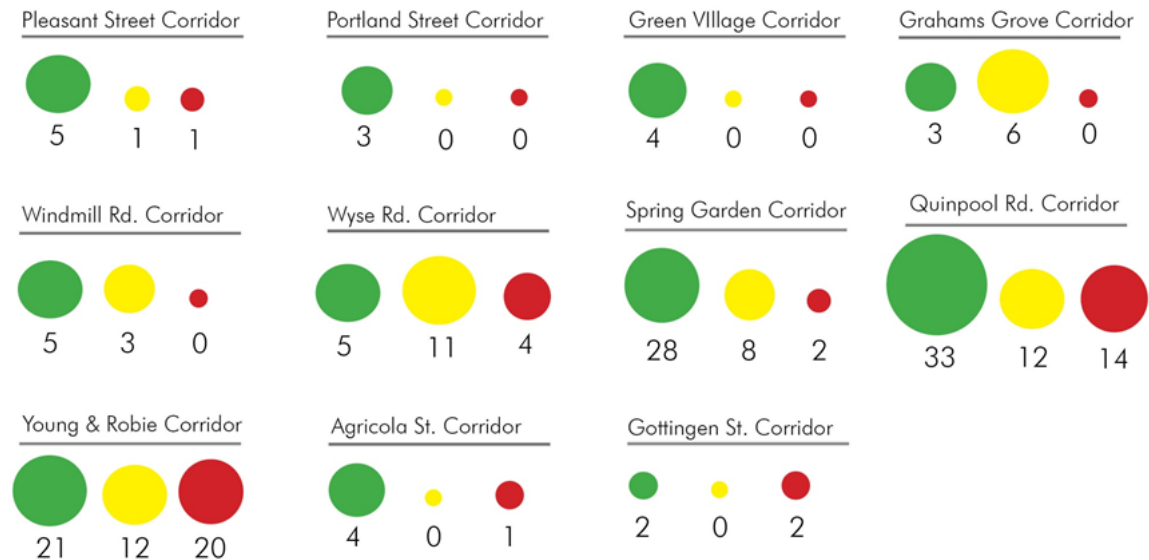 Pleasant Street Corridor
5 1 1
Portland Street Corridor
3 0 0
Green VIllage Corridor
4 0 0
Grahams Grove Corridor
3 6 0
Windmill Rd. Corridor
5 3 0
Wyse Rd. Corridor
5 11 4
Spring Garden Corridor
28 8 2
Quinpool Rd. Corridor
33 12 14
Young & Robie Corridor
21 12 20
Agricola St. Corridor
4 0 1
Gottingen St. Corridor
2 0 2